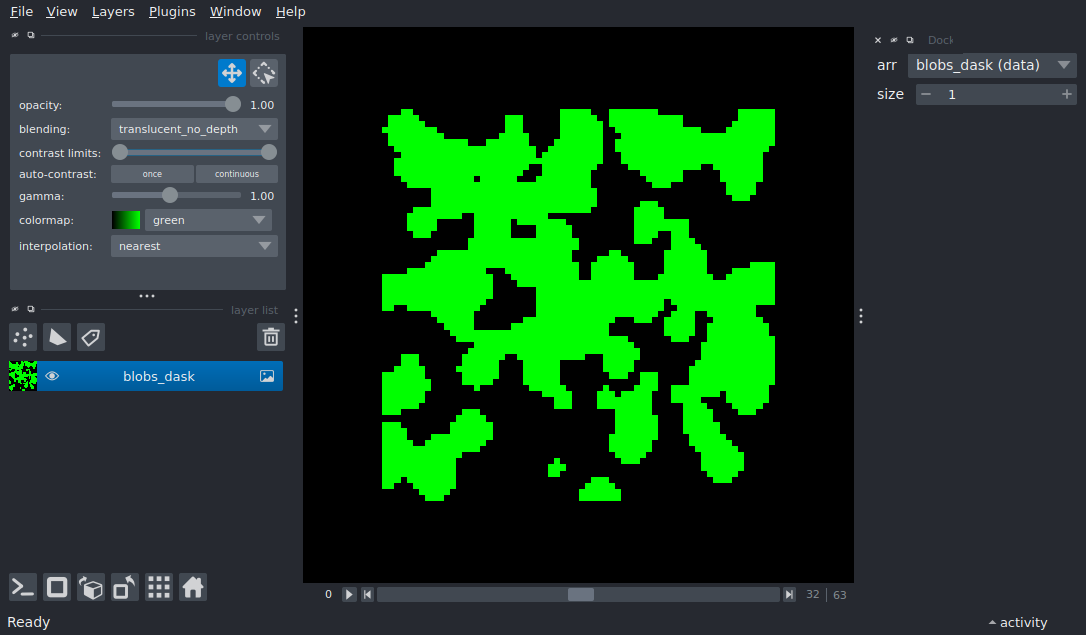 File View Layers Plugins Window Help
layer controls
opacity: 1.00
blending: translucent_no_depth
contrast limits:
auto-contrast: once continuous
gamma: 1.00
colormap: green
interpolation: nearest
layer list
blobs_dask
0 32 63
Ready
Dock
arr blobs_dask (data)
size 1
activity